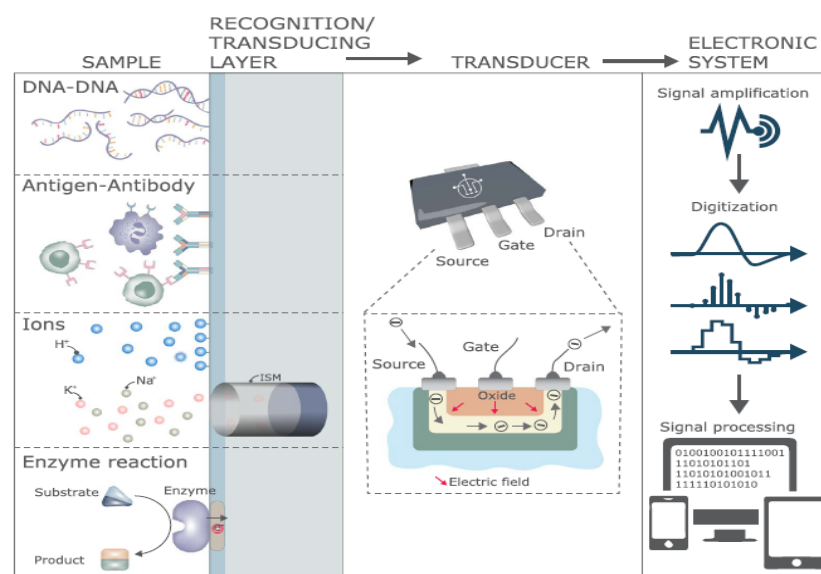 SAMPLE
RECOGNITION/
TRANSDUCING
LAYER
TRANSDUCER
ELECTRONIC
SYSTEM
DNA-DNA
Antigen-Antibody
Ions
H⁺
K⁺
Na⁺
ISM
Enzyme reaction
Substrate
Enzyme
Product
Source
Gate
Drain
Source
Gate
Drain
Oxide
Electric field
Signal amplification
Digitization
Signal processing
0100100101111001
11010101101
11010101001011
111110101010